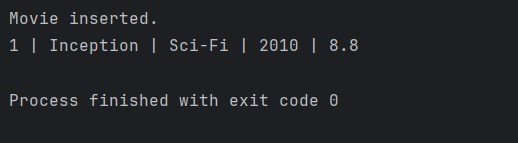 Movie inserted.
1 | Inception | Sci-Fi | 2010 | 8.8
Process finished with exit code 0